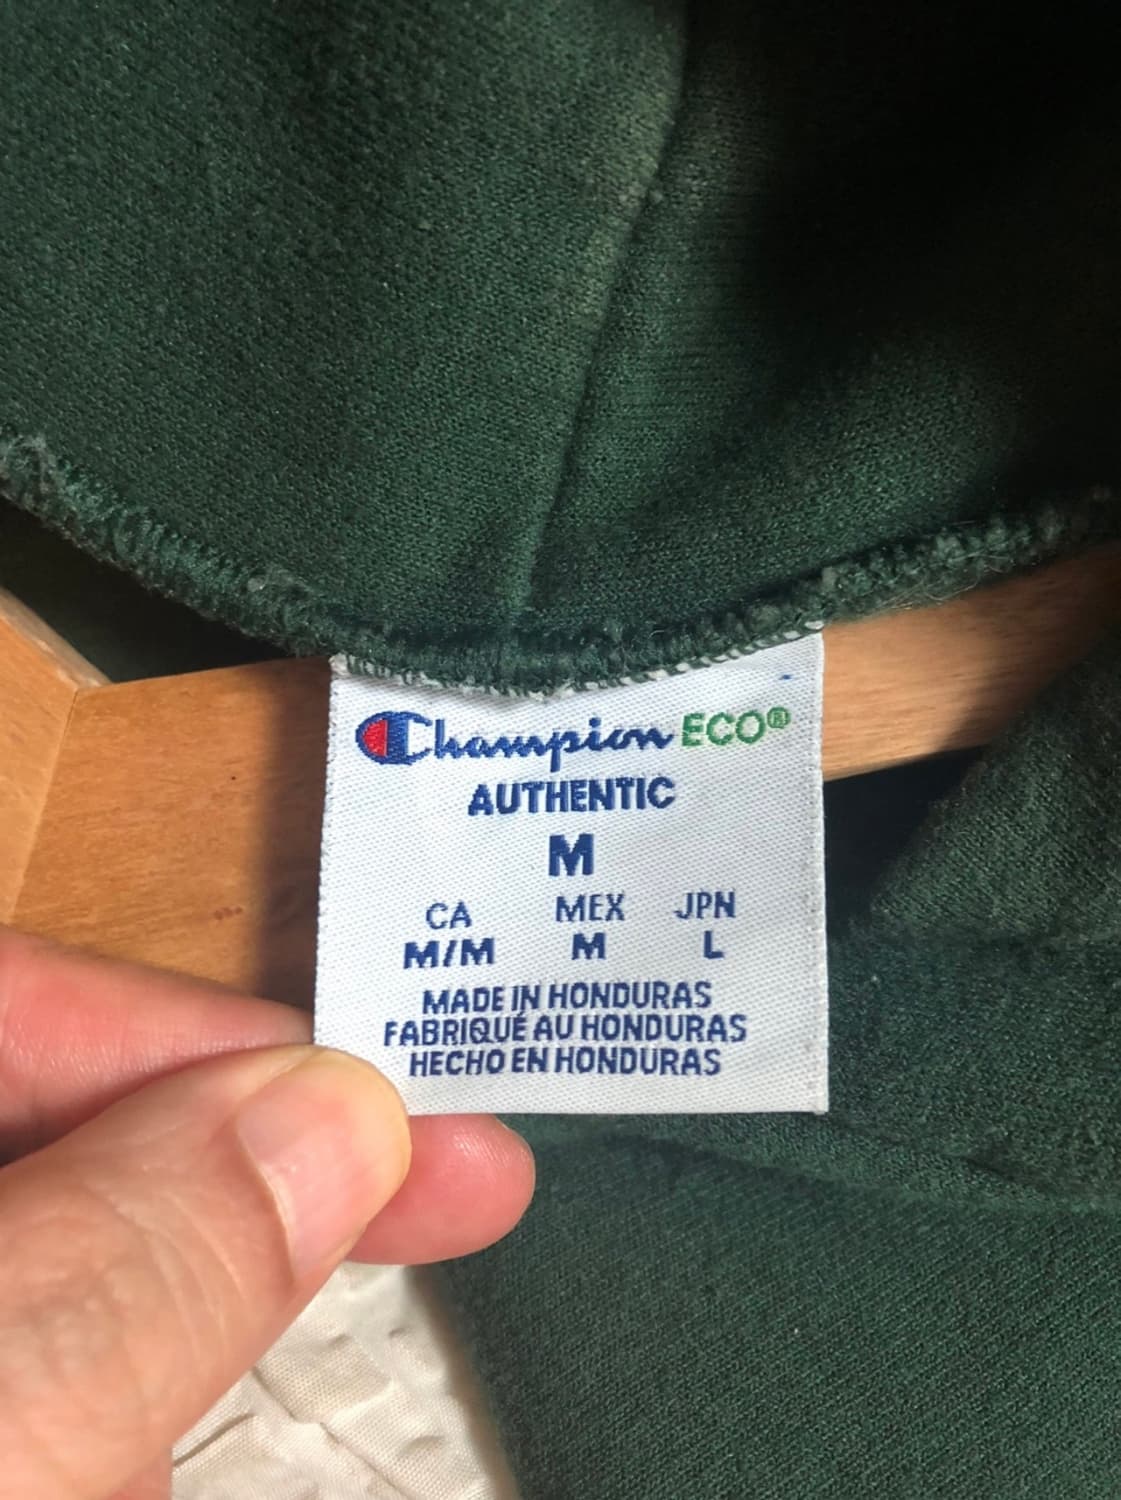 Champion ECO®
AUTHENTIC
M
CA MEX JPN
M/M M L
MADE IN HONDURAS
FABRIQUÉ AU HONDURAS
HECHO EN HONDURAS